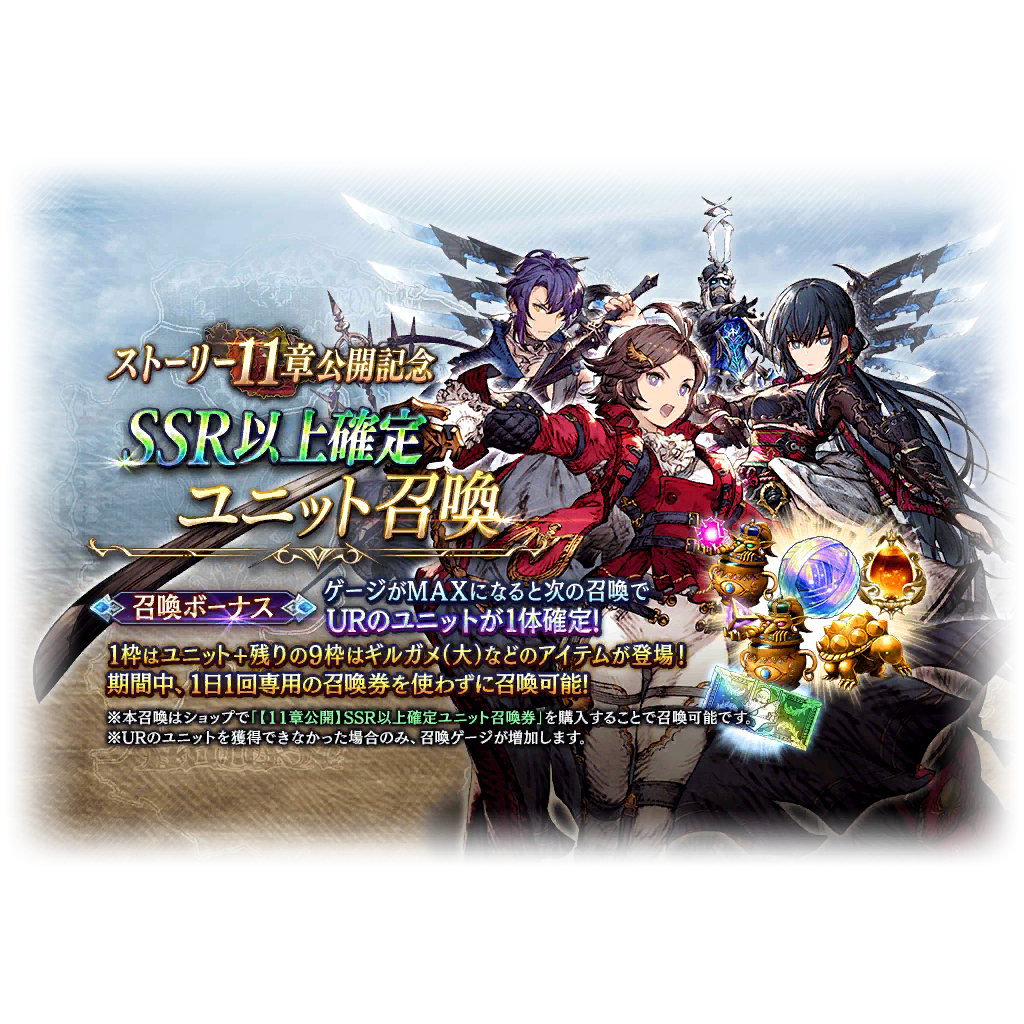 ストーリー11章公開記念
SSR以上確定
ユニット召喚
召喚ボーナス
ゲージがMAXになると次の召喚で
URのユニットが1体確定!
1枠はユニット+残りの9枠はギルガメ(大)などのアイテムが登場!
期間中、1日1回専用の召喚券を使わずに召喚可能!
※本召喚はショップで「【11章公開】SSR以上確定ユニット召喚券」を購入することで召喚可能です。
※URのユニットを獲得できなかった場合のみ、召喚ゲージが増加します。